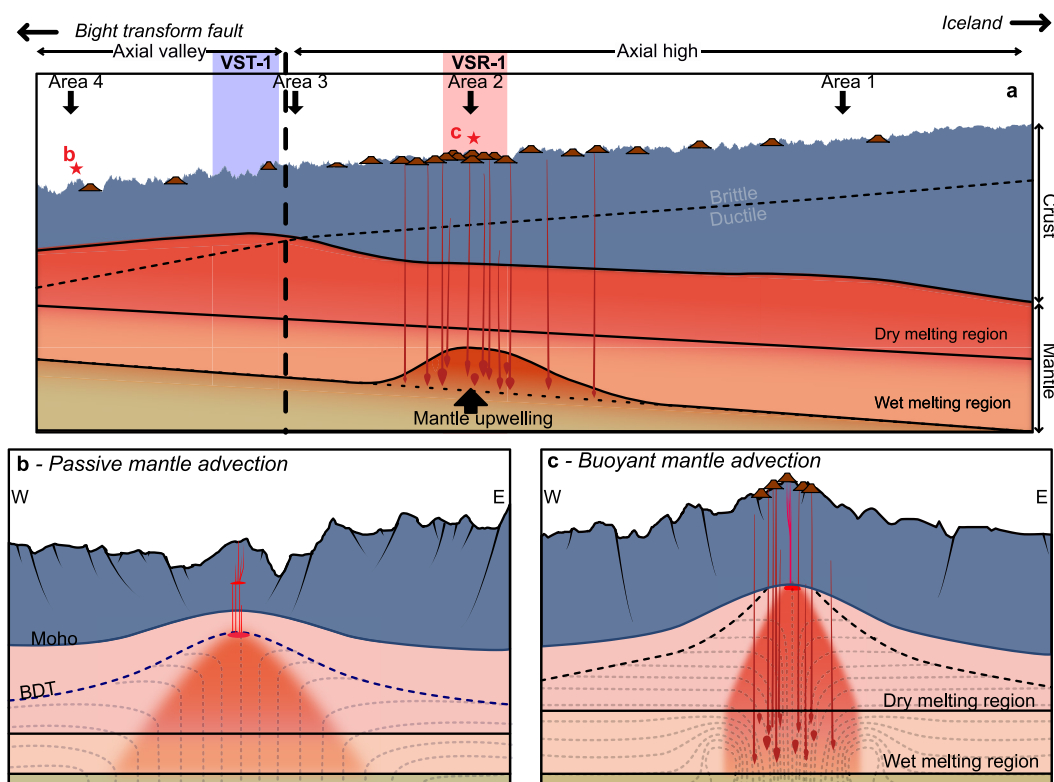 Bight transform fault
Iceland
Axial valley
Axial high
VST-1
VSR-1
Area 4
Area 3
Area 2
Area 1
a
c
b
Brittle
Ductile
Crust
Dry melting region
Mantle
Wet melting region
Mantle upwelling
b - Passive mantle advection
W
E
Moho
BDT
c - Buoyant mantle advection
W
E
Dry melting region
Wet melting region